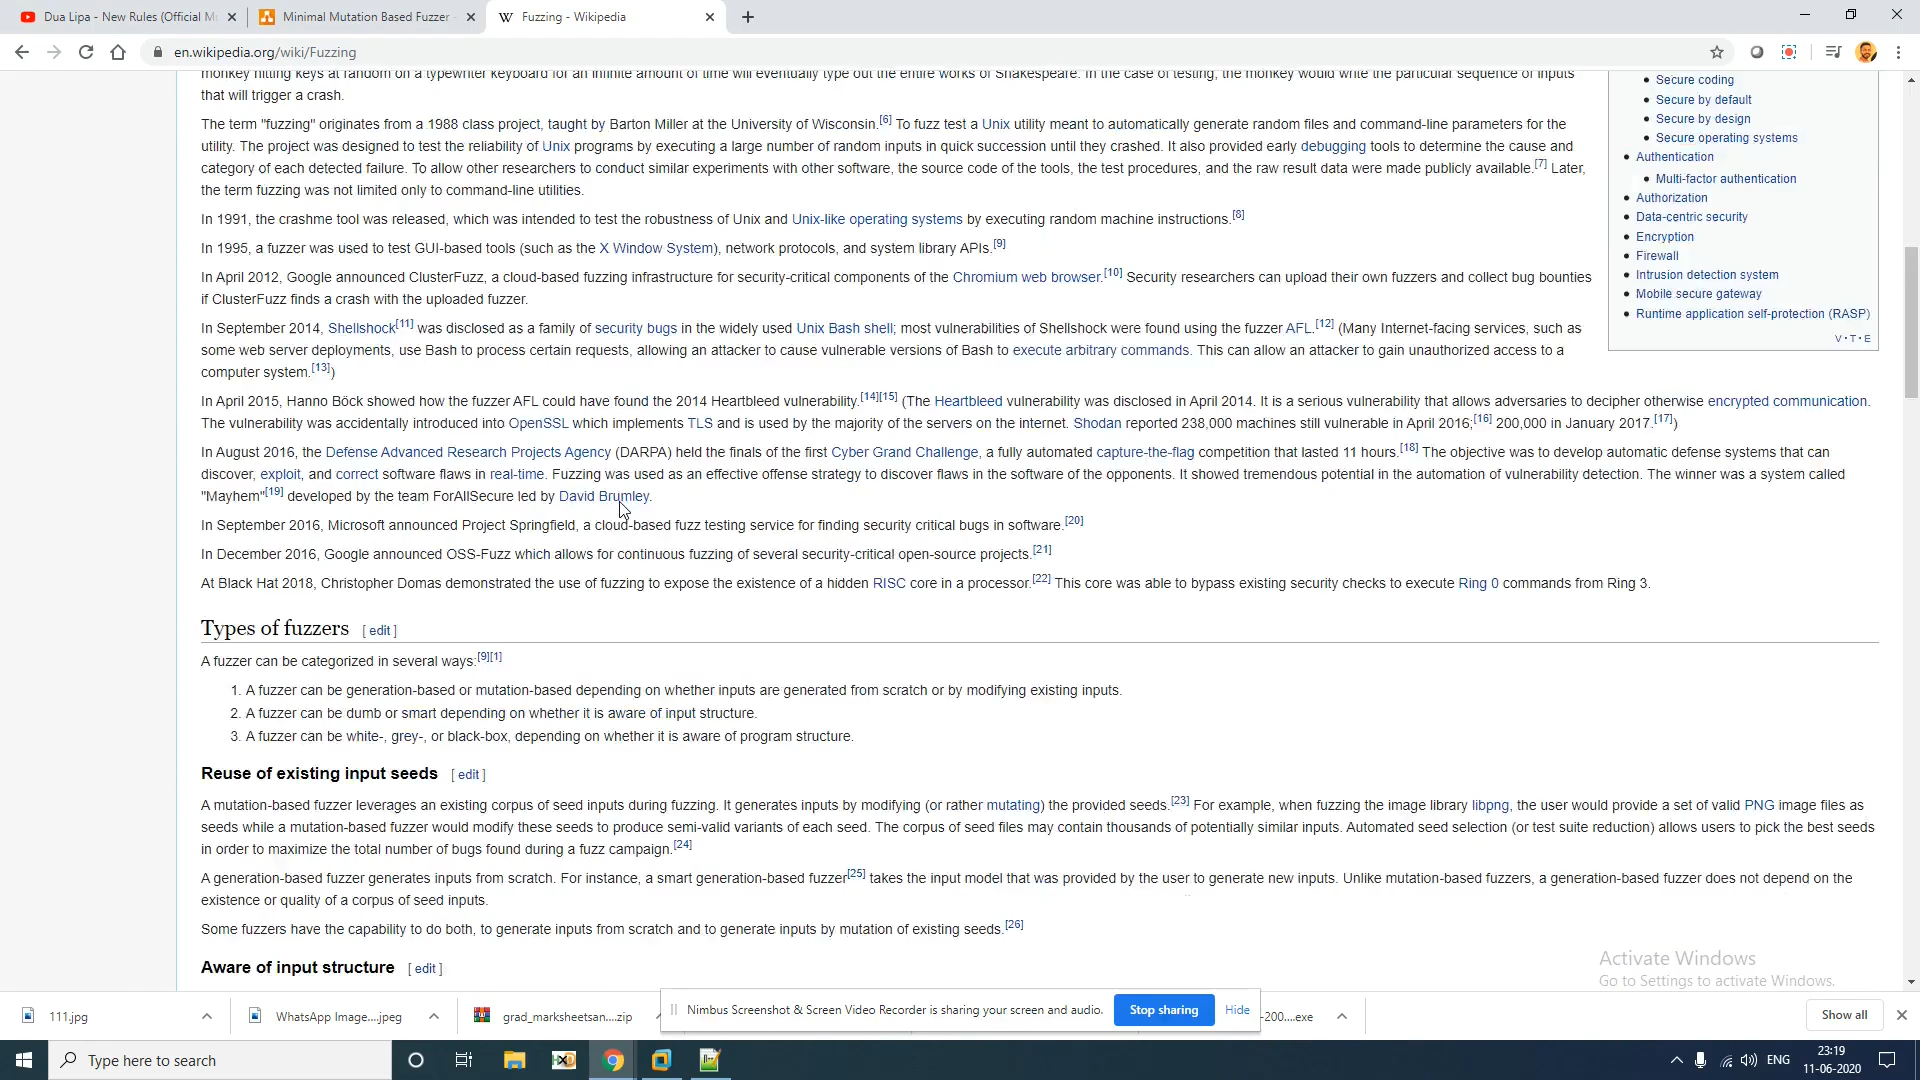 Dua Lipa - New Rules (Official M
Minimal Mutation Based Fuzzer
Fuzzing - Wikipedia
en.wikipedia.org/wiki/Fuzzing
monkey hitting keys at random on a typewriter keyboard for an infinite amount of time will eventually type out the entire works of Shakespeare. In the case of testing, the monkey would write the particular sequence of inputs
that will trigger a crash.
The term "fuzzing" originates from a 1988 class project, taught by Barton Miller at the University of Wisconsin.[6] To fuzz test a Unix utility meant to automatically generate random files and command-line parameters for the
utility. The project was designed to test the reliability of Unix programs by executing a large number of random inputs in quick succession until they crashed. It also provided early debugging tools to determine the cause and
category of each detected failure. To allow other researchers to conduct similar experiments with other software, the source code of the tools, the test procedures, and the raw result data were made publicly available.[7] Later,
the term fuzzing was not limited only to command-line utilities.
In 1991, the crashme tool was released, which was intended to test the robustness of Unix and Unix-like operating systems by executing random machine instructions.[8]
In 1995, a fuzzer was used to test GUI-based tools (such as the X Window System), network protocols, and system library APIs.[9]
In April 2012, Google announced ClusterFuzz, a cloud-based fuzzing infrastructure for security-critical components of the Chromium web browser.[10] Security researchers can upload their own fuzzers and collect bug bounties
if ClusterFuzz finds a crash with the uploaded fuzzer.
In September 2014, Shellshock[11] was disclosed as a family of security bugs in the widely used Unix Bash shell; most vulnerabilities of Shellshock were found using the fuzzer AFL.[12] (Many Internet-facing services, such as
some web server deployments, use Bash to process certain requests, allowing an attacker to cause vulnerable versions of Bash to execute arbitrary commands. This can allow an attacker to gain unauthorized access to a
computer system.[13])
In April 2015, Hanno Böck showed how the fuzzer AFL could have found the 2014 Heartbleed vulnerability.[14][15] (The Heartbleed vulnerability was disclosed in April 2014. It is a serious vulnerability that allows adversaries to decipher otherwise encrypted communication.
The vulnerability was accidentally introduced into OpenSSL which implements TLS and is used by the majority of the servers on the internet. Shodan reported 238,000 machines still vulnerable in April 2016;[16] 200,000 in January 2017.[17])
In August 2016, the Defense Advanced Research Projects Agency (DARPA) held the finals of the first Cyber Grand Challenge, a fully automated capture-the-flag competition that lasted 11 hours.[18] The objective was to develop automatic defense systems that can
discover, exploit, and correct software flaws in real-time. Fuzzing was used as an effective offense strategy to discover flaws in the software of the opponents. It showed tremendous potential in the automation of vulnerability detection. The winner was a system called
"Mayhem"[19] developed by the team ForAllSecure led by David Brumley.
In September 2016, Microsoft announced Project Springfield, a cloud-based fuzz testing service for finding security critical bugs in software.[20]
In December 2016, Google announced OSS-Fuzz which allows for continuous fuzzing of several security-critical open-source projects.[21]
At Black Hat 2018, Christopher Domas demonstrated the use of fuzzing to expose the existence of a hidden RISC core in a processor.[22] This core was able to bypass existing security checks to execute Ring 0 commands from Ring 3.
Secure coding
Secure by default
Secure by design
Secure operating systems
Authentication
Multi-factor authentication
Authorization
Data-centric security
Encryption
Firewall
Intrusion detection system
Mobile secure gateway
Runtime application self-protection (RASP)
V · T · E
Types of fuzzers [ edit ]
A fuzzer can be categorized in several ways:[9][1]
1. A fuzzer can be generation-based or mutation-based depending on whether inputs are generated from scratch or by modifying existing inputs.
2. A fuzzer can be dumb or smart depending on whether it is aware of input structure.
3. A fuzzer can be white-, grey-, or black-box, depending on whether it is aware of program structure.
Reuse of existing input seeds [ edit ]
A mutation-based fuzzer leverages an existing corpus of seed inputs during fuzzing. It generates inputs by modifying (or rather mutating) the provided seeds.[23] For example, when fuzzing the image library libpng, the user would provide a set of valid PNG image files as
seeds while a mutation-based fuzzer would modify these seeds to produce semi-valid variants of each seed. The corpus of seed files may contain thousands of potentially similar inputs. Automated seed selection (or test suite reduction) allows users to pick the best seeds
in order to maximize the total number of bugs found during a fuzz campaign.[24]
A generation-based fuzzer generates inputs from scratch. For instance, a smart generation-based fuzzer[25] takes the input model that was provided by the user to generate new inputs. Unlike mutation-based fuzzers, a generation-based fuzzer does not depend on the
existence or quality of a corpus of seed inputs.
Some fuzzers have the capability to do both, to generate inputs from scratch and to generate inputs by mutation of existing seeds.[26]
Aware of input structure [ edit ]
Activate Windows
Go to Settings to activate Windows.
111.jpg
WhatsApp Image....jpeg
grad_marksheetsan....zip
Nimbus Screenshot & Screen Video Recorder is sharing your screen and audio.
Stop sharing
Hide
-200....exe
Show all
Type here to search
ENG
23:19
11-06-2020